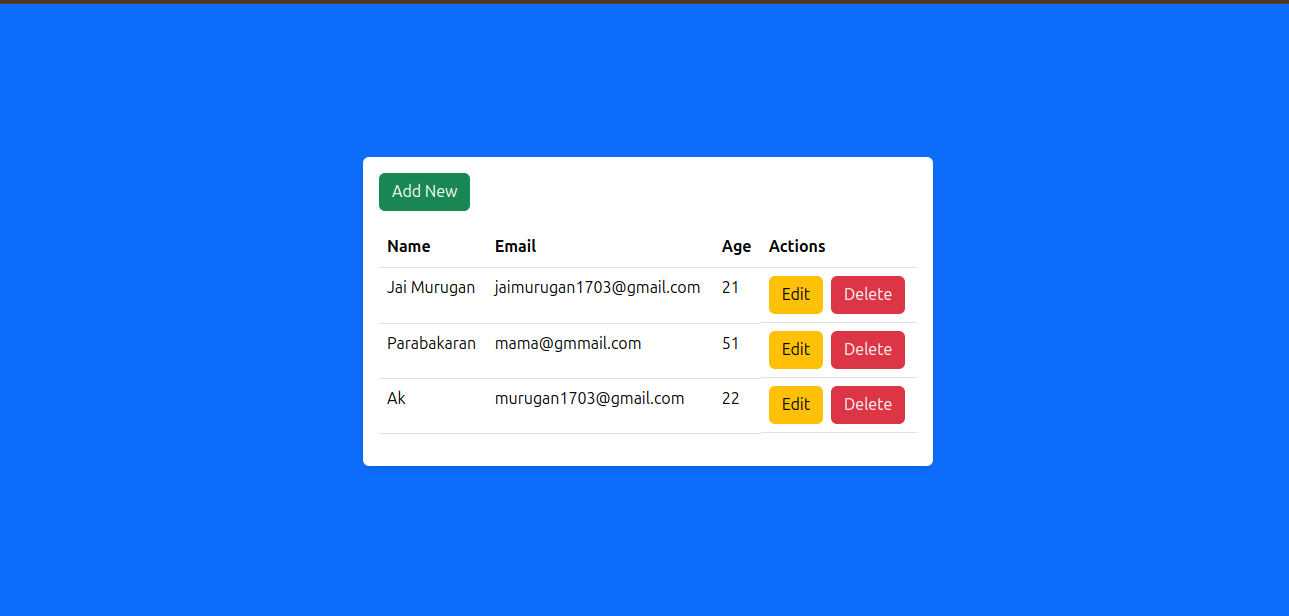 Add New
Name Email Age Actions
Jai Murugan jaimurugan1703@gmail.com 21 Edit Delete
Parabakaran mama@gmmail.com 51 Edit Delete
Ak murugan1703@gmail.com 22 Edit Delete